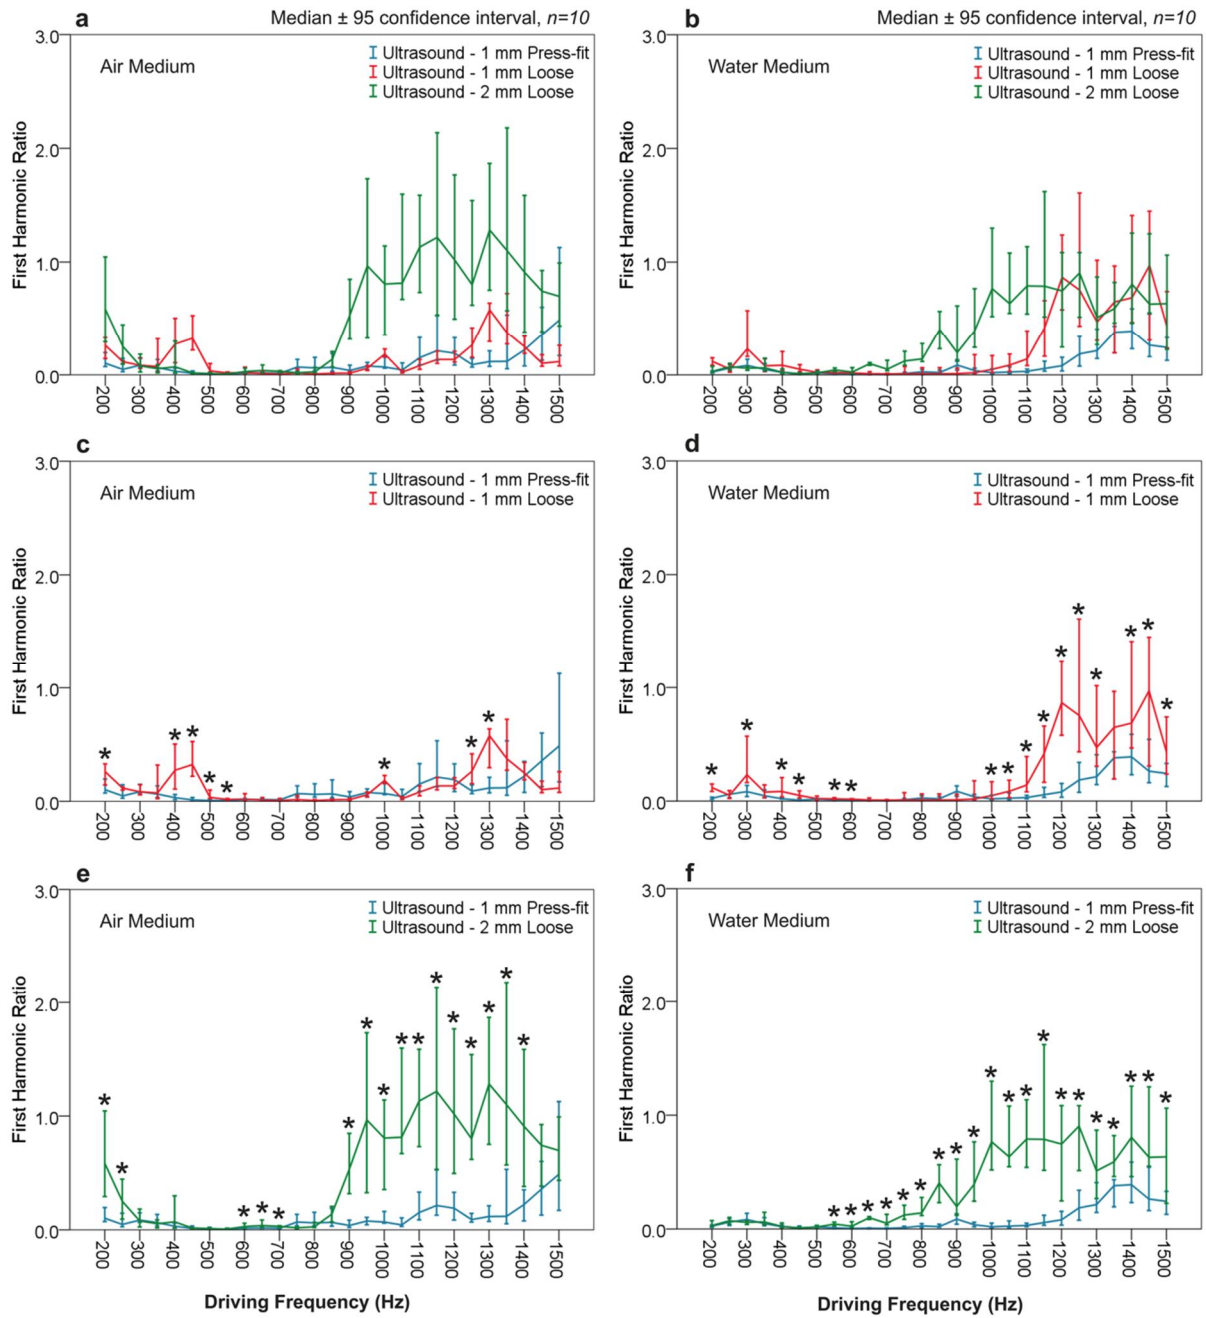 a
Median ± 95 confidence interval, n=10
3.0
2.0
1.0
0.0
First Harmonic Ratio
Air Medium
Ultrasound - 1 mm Press-fit
Ultrasound - 1 mm Loose
Ultrasound - 2 mm Loose
200 300 400 500 600 700 800 900 1000 1100 1200 1300 1400 1500
b
Median ± 95 confidence interval, n=10
3.0
2.0
1.0
0.0
First Harmonic Ratio
Water Medium
Ultrasound - 1 mm Press-fit
Ultrasound - 1 mm Loose
Ultrasound - 2 mm Loose
200 300 400 500 600 700 800 900 1000 1100 1200 1300 1400 1500
c
3.0
2.0
1.0
0.0
First Harmonic Ratio
Air Medium
Ultrasound - 1 mm Press-fit
Ultrasound - 1 mm Loose
* * * * * * * *
200 300 400 500 600 700 800 900 1000 1100 1200 1300 1400 1500
d
3.0
2.0
1.0
0.0
First Harmonic Ratio
Water Medium
Ultrasound - 1 mm Press-fit
Ultrasound - 1 mm Loose
* * * * * * * * * * * * * * * *
200 300 400 500 600 700 800 900 1000 1100 1200 1300 1400 1500
e
3.0
2.0
1.0
0.0
First Harmonic Ratio
Air Medium
Ultrasound - 1 mm Press-fit
Ultrasound - 2 mm Loose
* * * * * * * * * * * * * * * *
200 300 400 500 600 700 800 900 1000 1100 1200 1300 1400 1500
Driving Frequency (Hz)
f
3.0
2.0
1.0
0.0
First Harmonic Ratio
Water Medium
Ultrasound - 1 mm Press-fit
Ultrasound - 2 mm Loose
* * * * * * * * * * * * * * * * * * * *
200 300 400 500 600 700 800 900 1000 1100 1200 1300 1400 1500
Driving Frequency (Hz)